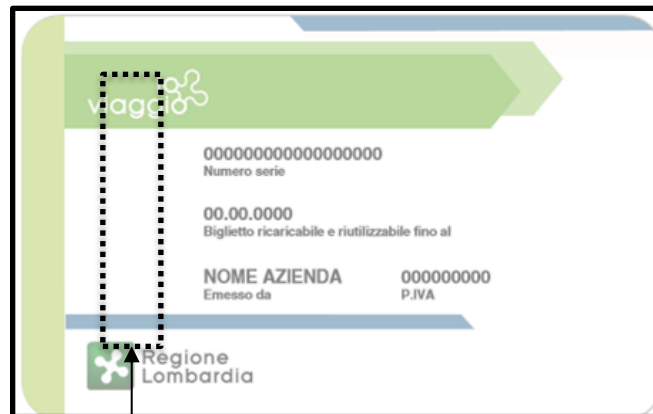 viaggio
000000000000000000
Numero serie
00.00.0000
Biglietto ricaricabile e riutilizzabile fino al
NOME AZIENDA 000000000
Emesso da P.IVA
Regione
Lombardia